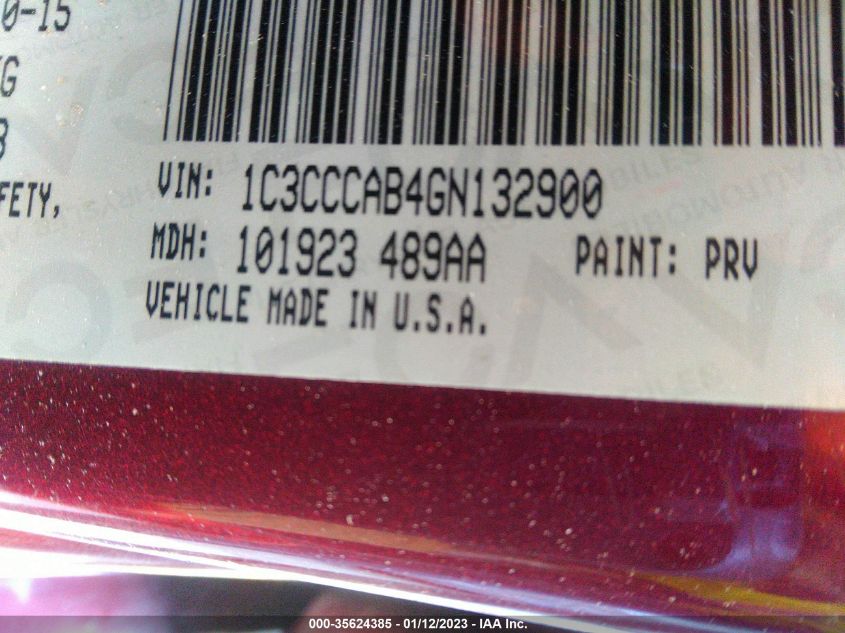 0-15
G
VIN: 1C3CCCAB4GN132900
FETY,
MDH: 101923 489AA PAINT: PRV
VEHICLE MADE IN U.S.A.
000-35624385 - 01/12/2023 - IAA Inc.